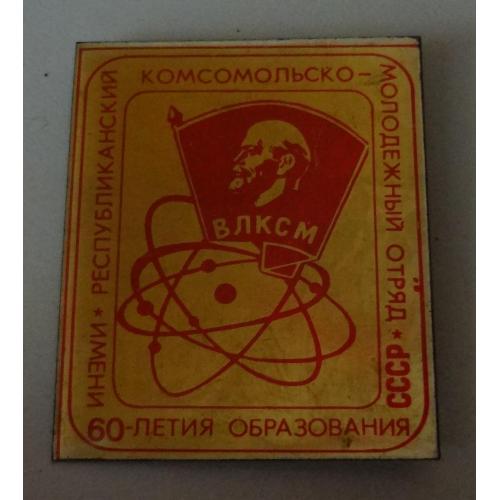 РЕСПУБЛИКАНСКИЙ
КОМСОМОЛЬСКО-
МОЛОДЕЖНЫЙ ОТРЯД ★
ИМЕНИ ★
60-ЛЕТИЯ ОБРАЗОВАНИЯ
СССР
ВЛКСМ